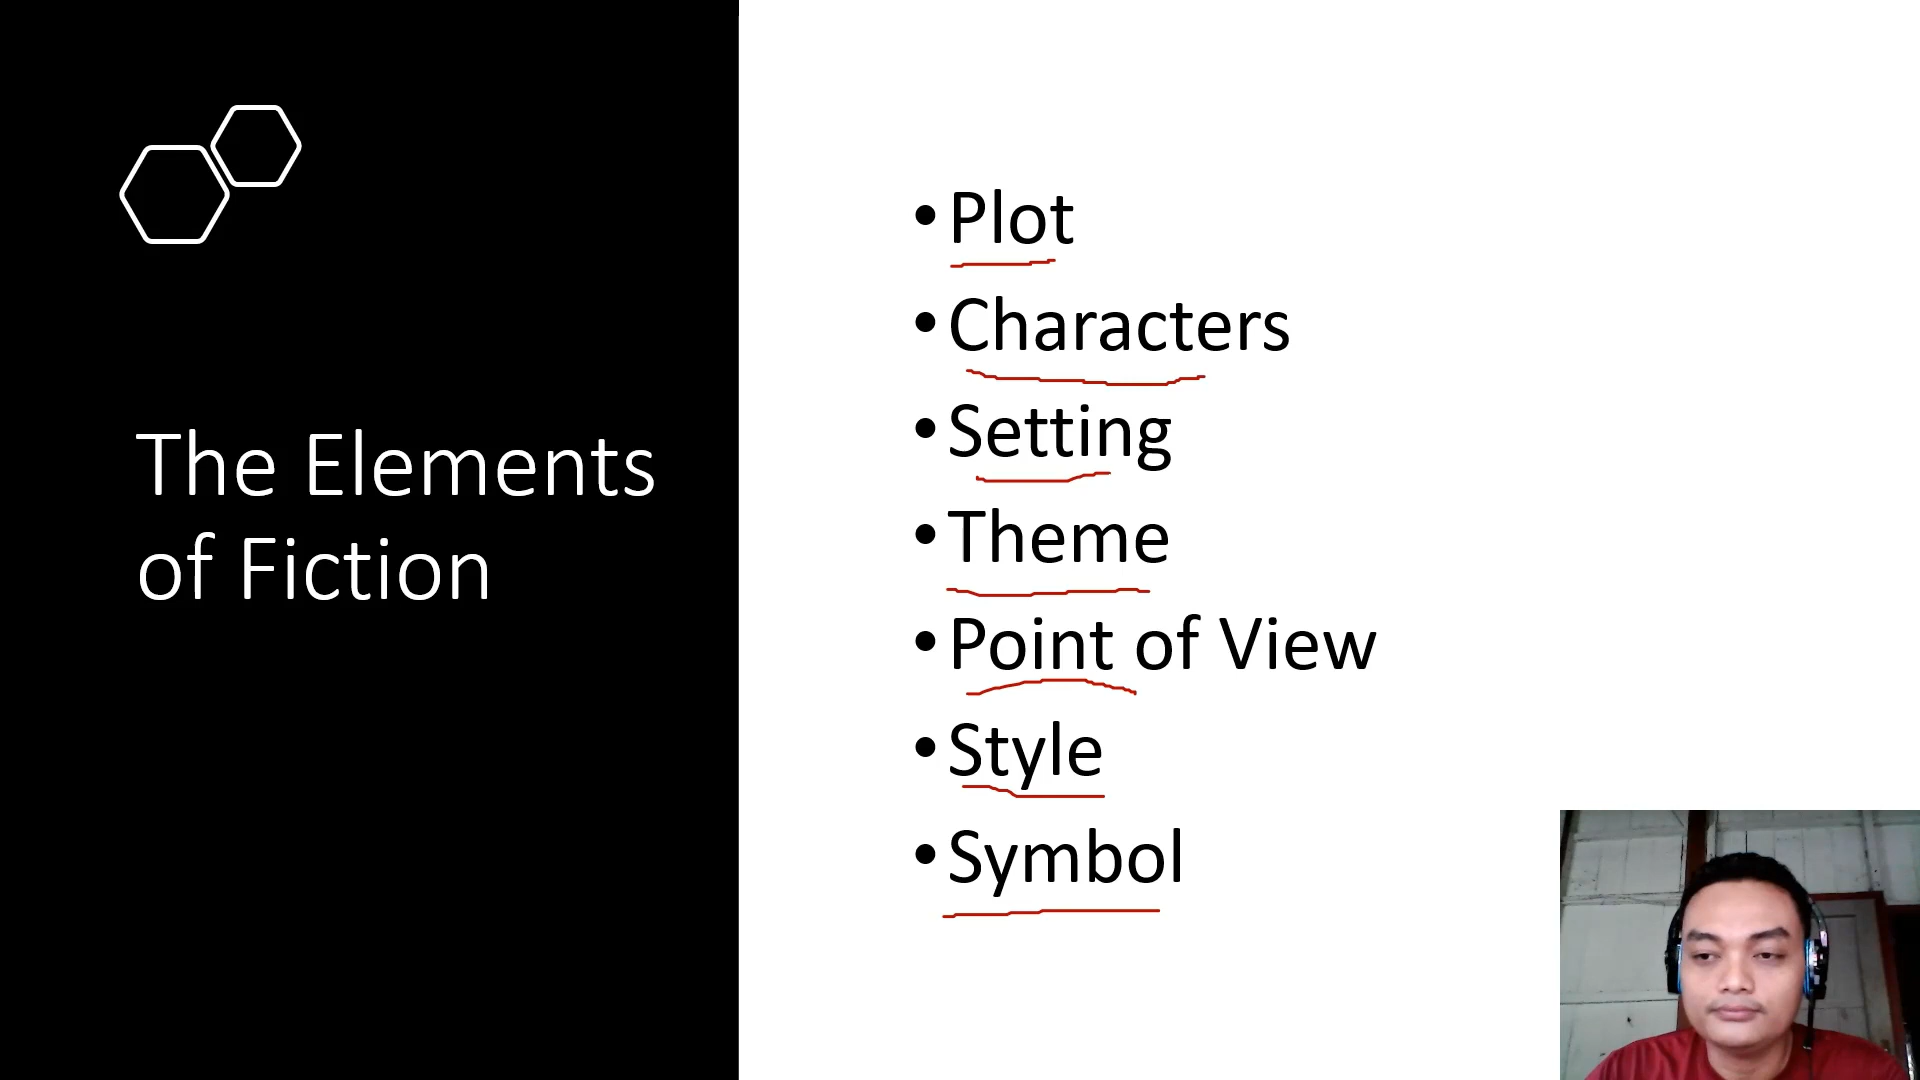 The Elements
of Fiction
• Plot
• Characters
• Setting
• Theme
• Point of View
• Style
• Symbol